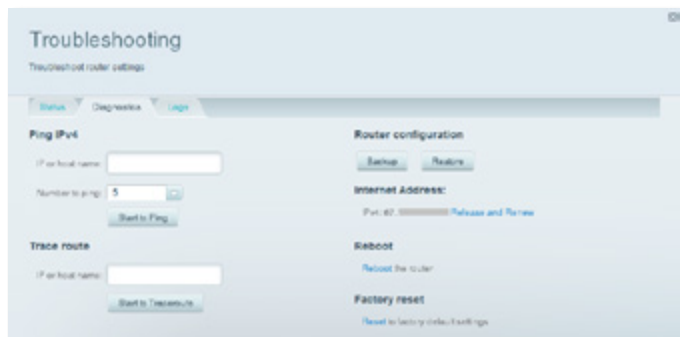 Troubleshooting
Troubleshoot router settings
Status
Diagnostics
Logs
Ping IPv4
IP or host name:
Number to ping: 5
Start to Ping
Trace route
IP or host name:
Start to Traceroute
Router configuration
Backup
Restore
Internet Address:
Release and Renew
Reboot
Reboot the router
Factory reset
Reset to factory default settings